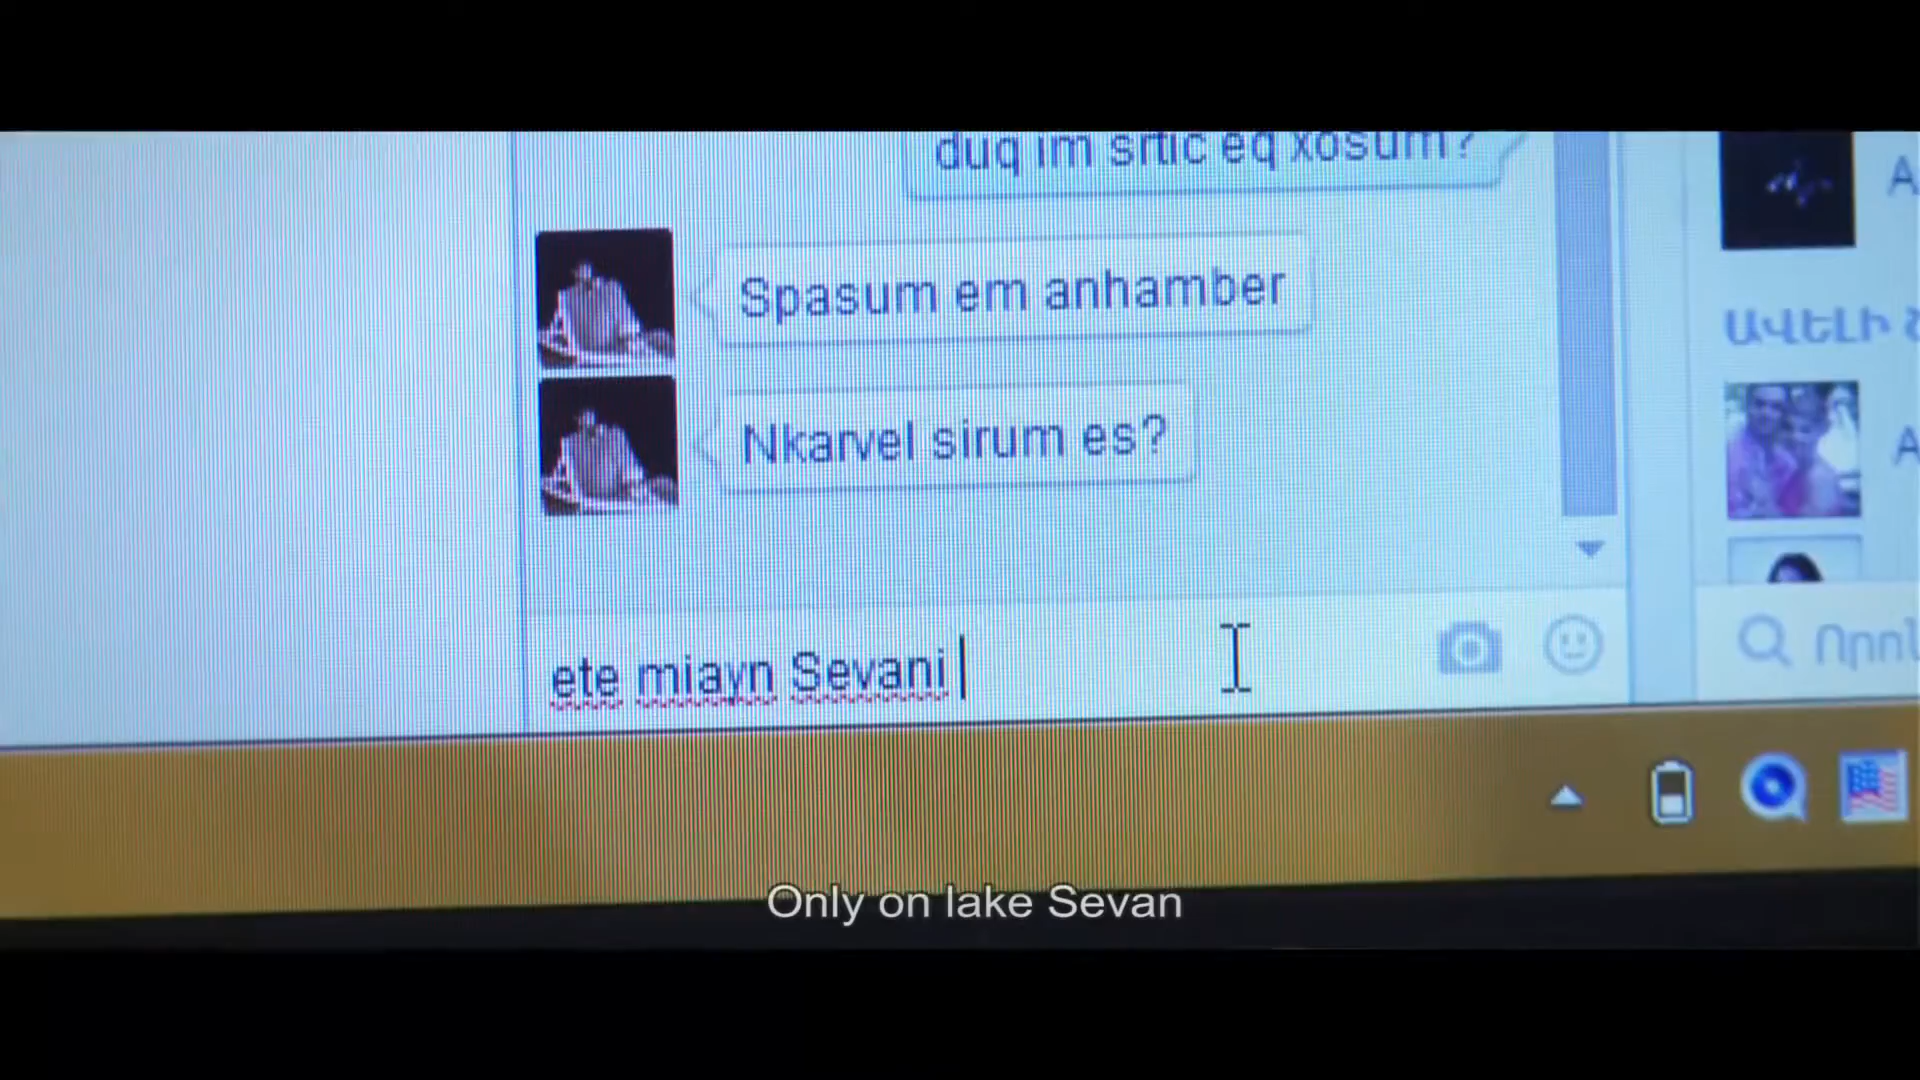 duq im srtic eq xosum?
Spasum em anhamber
Nkarvel sirum es?
ԱՎԵԼԻ
ete miayn Sevani
Only on lake Sevan